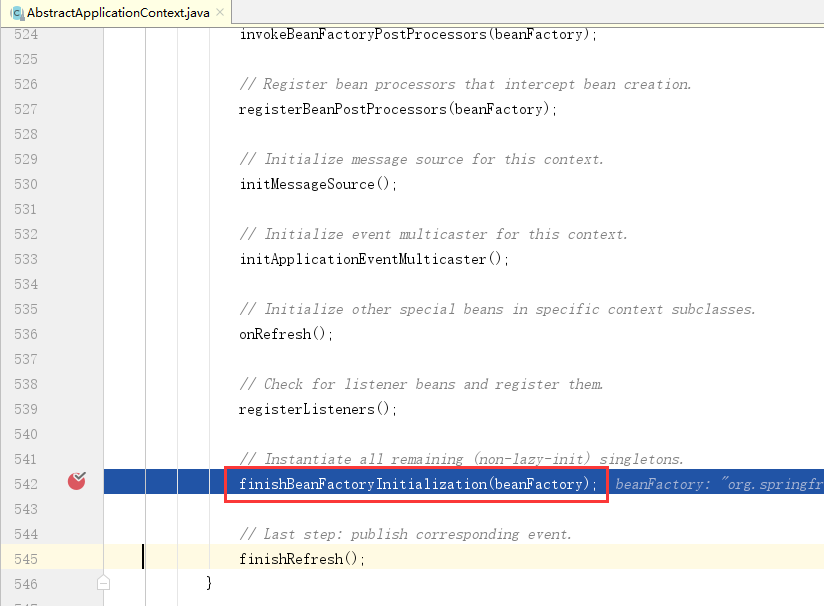 AbstractApplicationContext.java
524 invokeBeanFactoryPostProcessors(beanFactory);
525
526 // Register bean processors that intercept bean creation.
527 registerBeanPostProcessors(beanFactory);
528
529 // Initialize message source for this context.
530 initMessageSource();
531
532 // Initialize event multicaster for this context.
533 initApplicationEventMulticaster();
534
535 // Initialize other special beans in specific context subclasses.
536 onRefresh();
537
538 // Check for listener beans and register them.
539 registerListeners();
540
541 // Instantiate all remaining (non-lazy-init) singletons.
542 finishBeanFactoryInitialization(beanFactory); beanFactory: "org.springfr
543
544 // Last step: publish corresponding event.
545 finishRefresh();
546 }